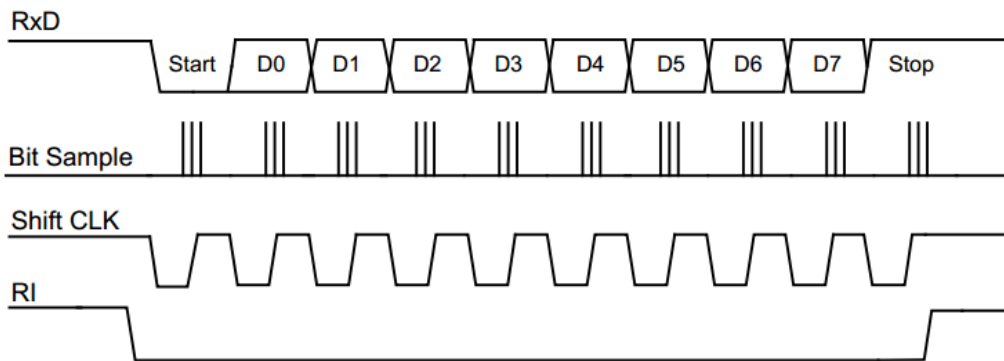 RxD
Start D0 D1 D2 D3 D4 D5 D6 D7 Stop
Bit Sample
Shift CLK
RI